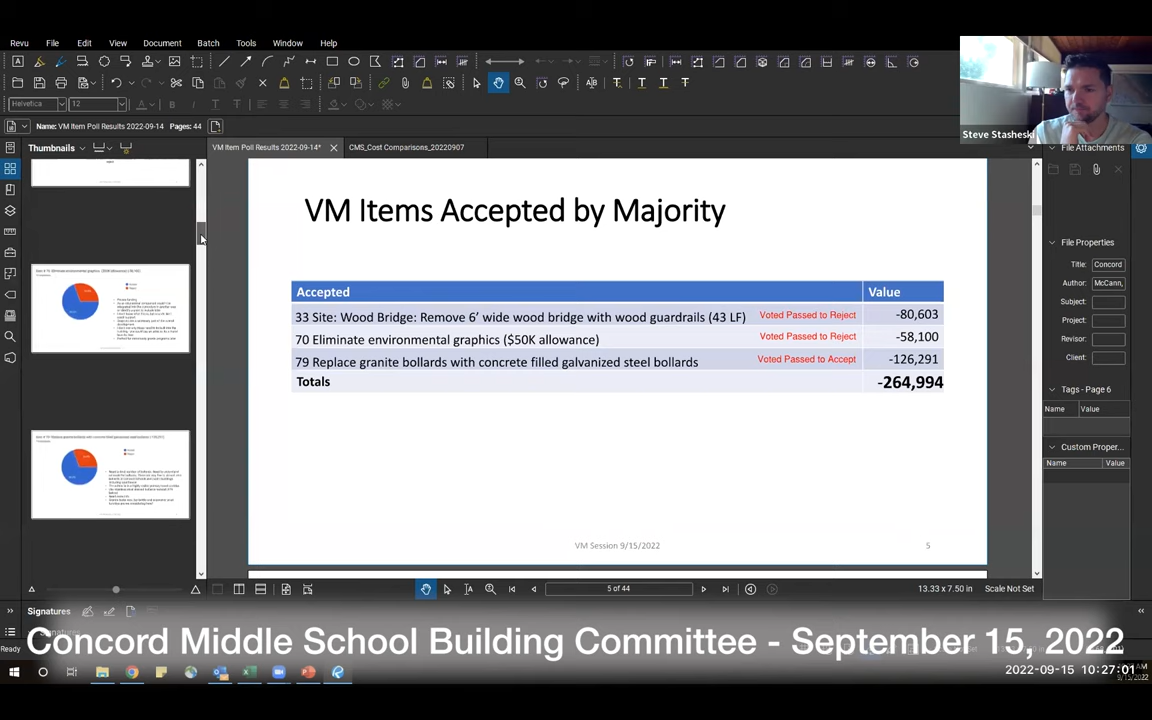 Revu File Edit View Document Batch Tools Window Help
Helvetica 12
Name: VM Item Poll Results 2022-09-14 Pages: 44
Steve Stasheski
Thumbnails
VM Item Poll Results 2022-09-14*
CMS_Cost Comparisons_20220907
File Attachments
VM Items Accepted by Majority
Accepted Value
33 Site: Wood Bridge: Remove 6’ wide wood bridge with wood guardrails (43 LF) Voted Passed to Reject -80,603
70 Eliminate environmental graphics ($50K allowance) Voted Passed to Reject -58,100
79 Replace granite bollards with concrete filled galvanized steel bollards Voted Passed to Accept -126,291
Totals -264,994
VM Session 9/15/2022 5
File Properties
Title: Concord
Author: McCann,
Subject:
Project:
Revisor:
Client:
Tags - Page 6
Name Value
Custom Proper...
Name Value
5 of 44
13.33 x 7.50 in Scale Not Set
Signatures
Ready
Concord Middle School Building Committee - September 15, 2022
2022-09-15 10:27:01
9/15/2022